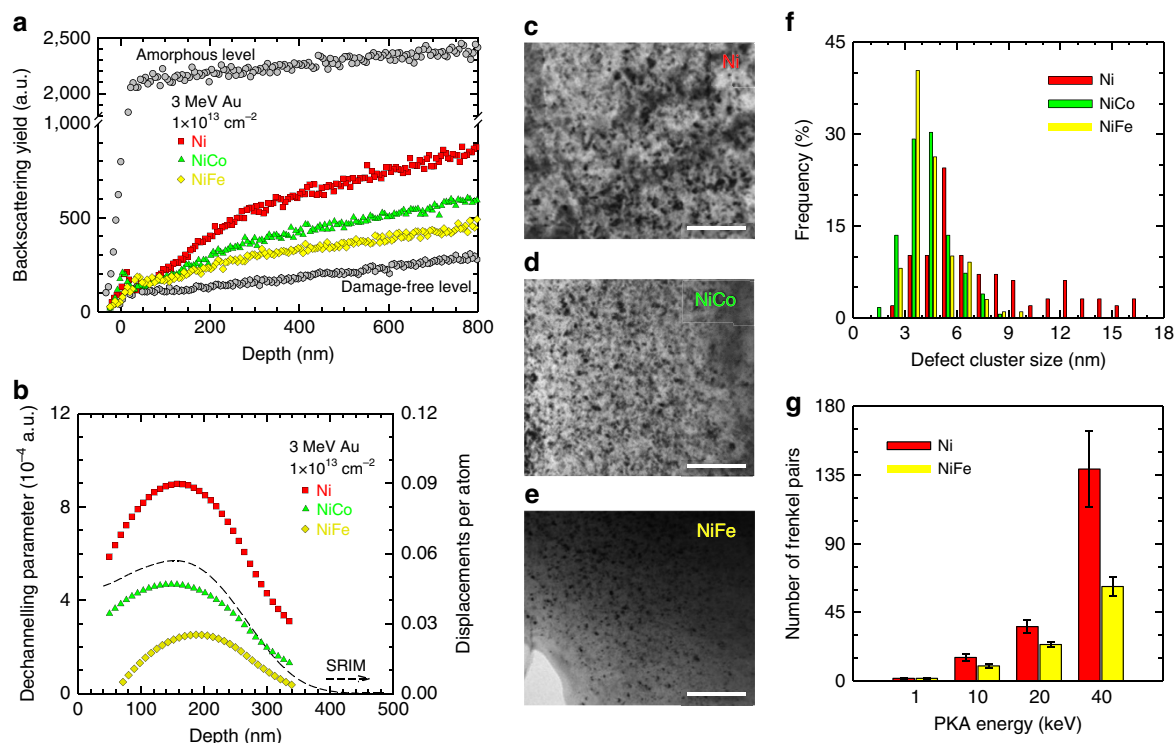 a
2,500
2,000
1,000
500
0
Backscattering yield (a.u.)
Amorphous level
3 MeV Au
1×10¹³ cm⁻²
Ni
NiCo
NiFe
Damage-free level
0 200 400 600 800
Depth (nm)
b
12
8
4
0
Dechannelling parameter (10⁻⁴ a.u.)
3 MeV Au
1×10¹³ cm⁻²
Ni
NiCo
NiFe
SRIM
0.12
0.09
0.06
0.03
0.00
Displacements per atom
0 100 200 300 400 500
Depth (nm)
c
Ni
d
NiCo
e
NiFe
f
45
30
15
0
Frequency (%)
Ni
NiCo
NiFe
0 3 6 9 12 15 18
Defect cluster size (nm)
g
180
135
90
45
0
Number of frenkel pairs
Ni
NiFe
1 10 20 40
PKA energy (keV)